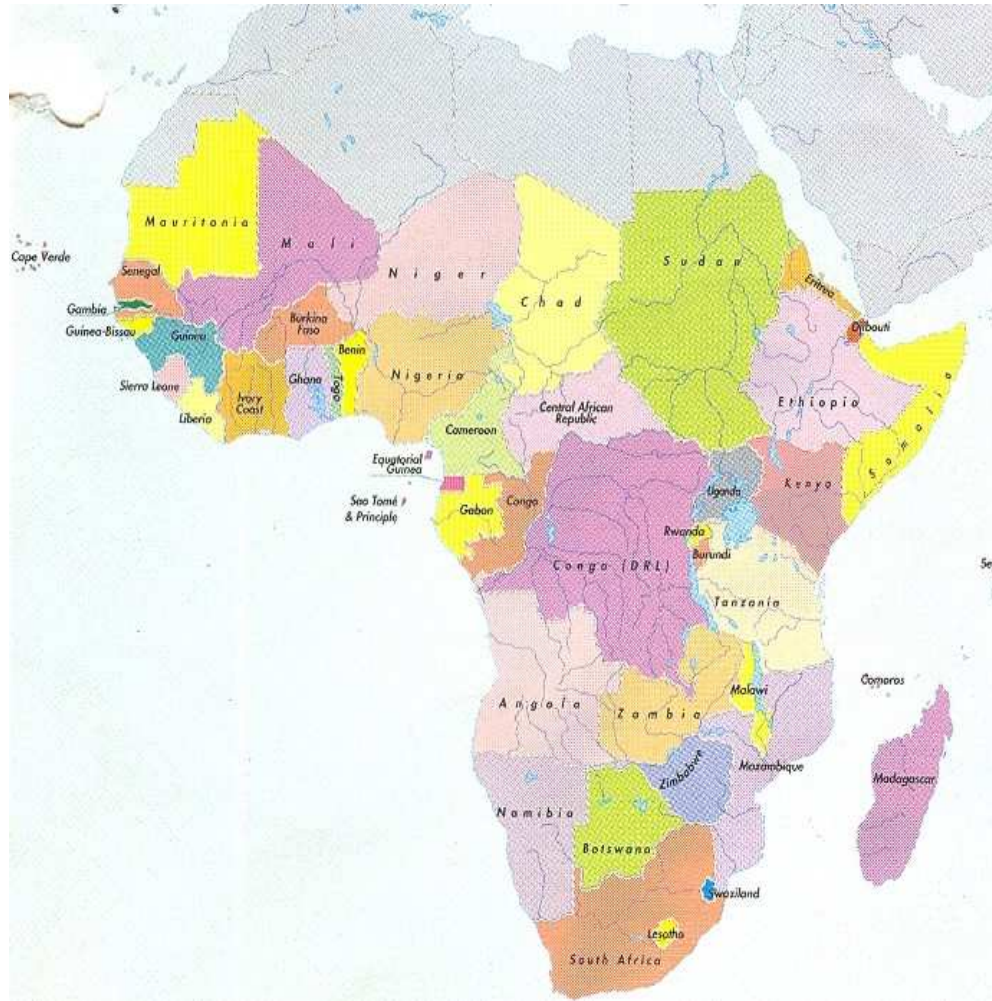 Mauritania
Mali
Niger
Chad
Sudan
Eritrea
Cape Verde
Senegal
Gambia
Guinea-Bissau
Guinea
Burkina
Faso
Benin
Djibouti
Sierra Leone
Liberia
Ivory
Coast
Ghana
Togo
Nigeria
Central African
Republic
Ethiopia
Somalia
Cameroon
Equatorial
Guinea
Sao Tomé
& Principle
Gabon
Congo
Uganda
Kenya
Rwanda
Burundi
Congo (DRL)
Tanzania
Se
Angola
Zambia
Malawi
Comoros
Mozambique
Zimbabwe
Madagascar
Namibia
Botswana
Swaziland
Lesotho
South Africa